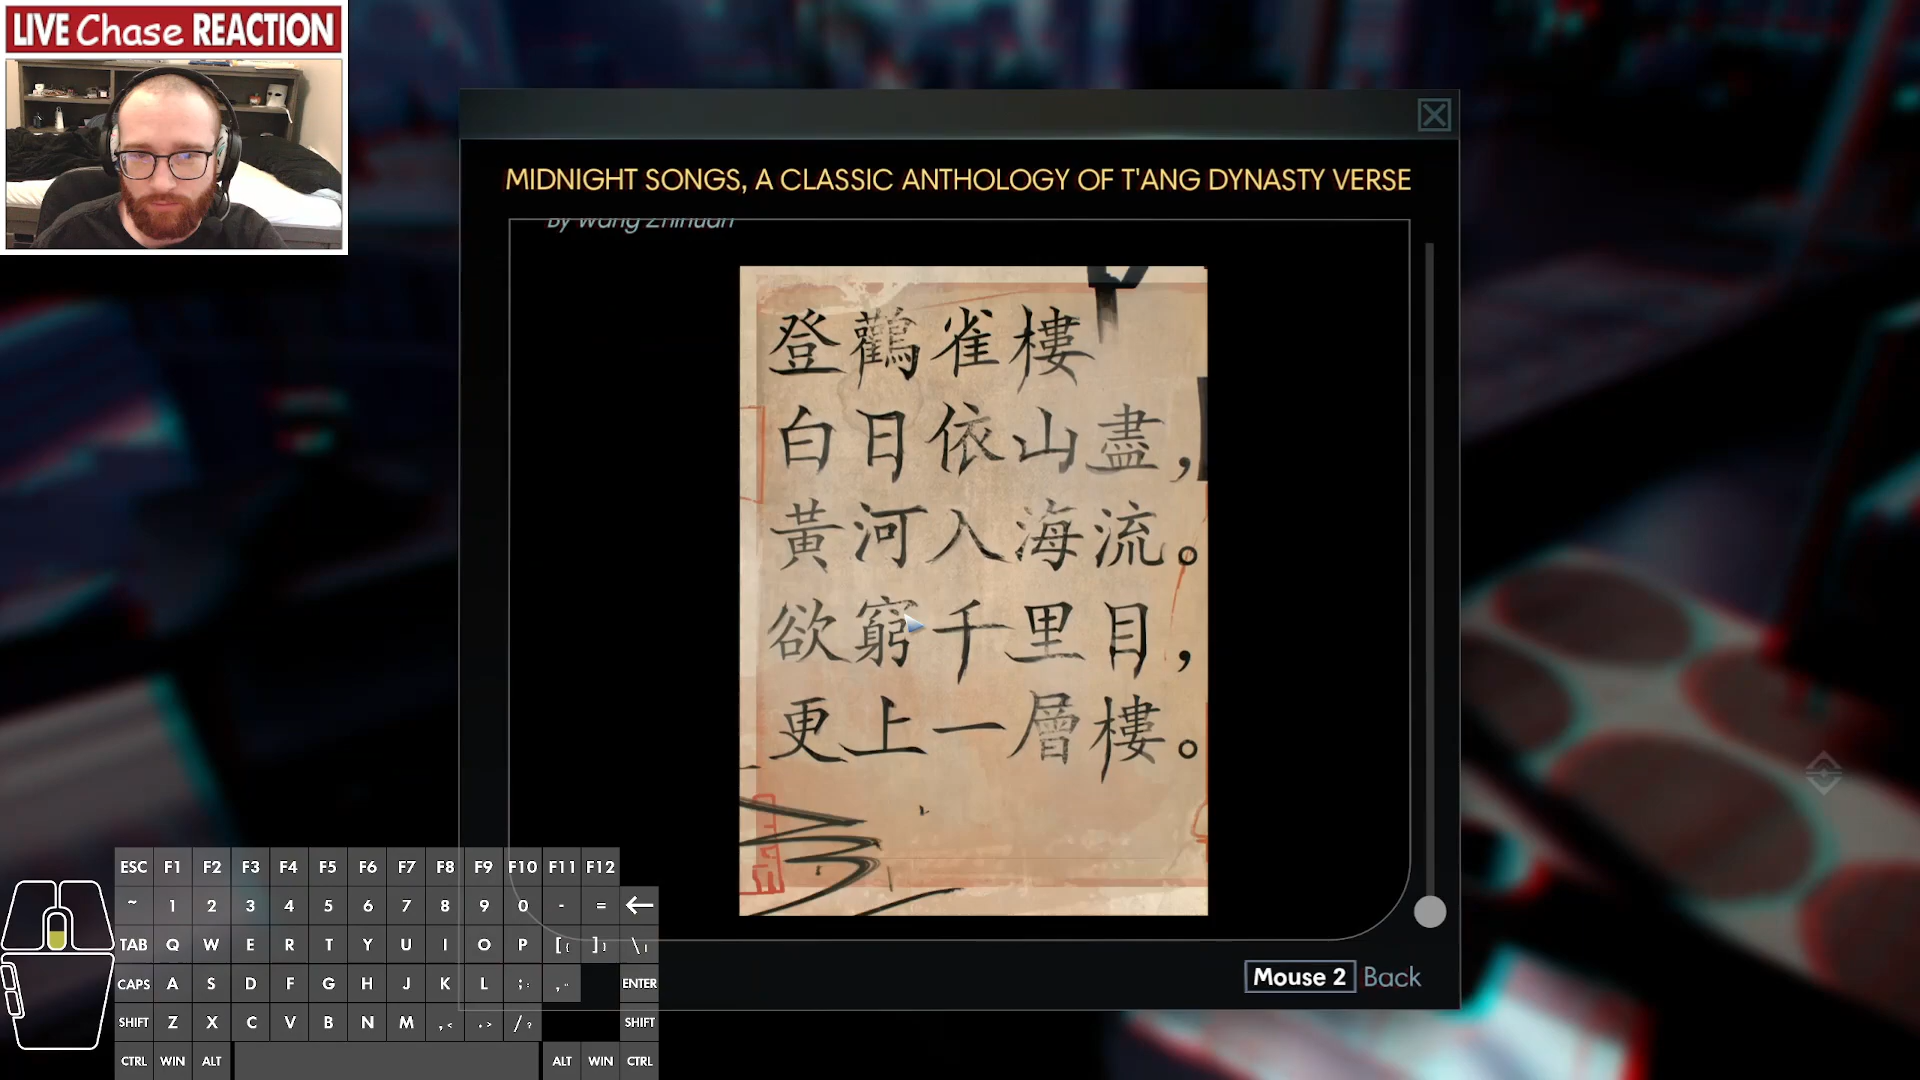 LIVE Chase REACTION
MIDNIGHT SONGS, A CLASSIC ANTHOLOGY OF T'ANG DYNASTY VERSE
By Wang Zhihuan
登鸛雀樓
白日依山盡，
黃河入海流。
欲窮千里目，
更上一層樓。
Mouse 2 Back
ESC F1 F2 F3 F4 F5 F6 F7 F8 F9 F10 F11 F12
~ 1 2 3 4 5 6 7 8 9 0 - =
TAB Q W E R T Y U I O P [{ ]} \|
CAPS A S D F G H J K L ;: ," ENTER
SHIFT Z X C V B N M ,< .> /? SHIFT
CTRL WIN ALT ALT WIN CTRL